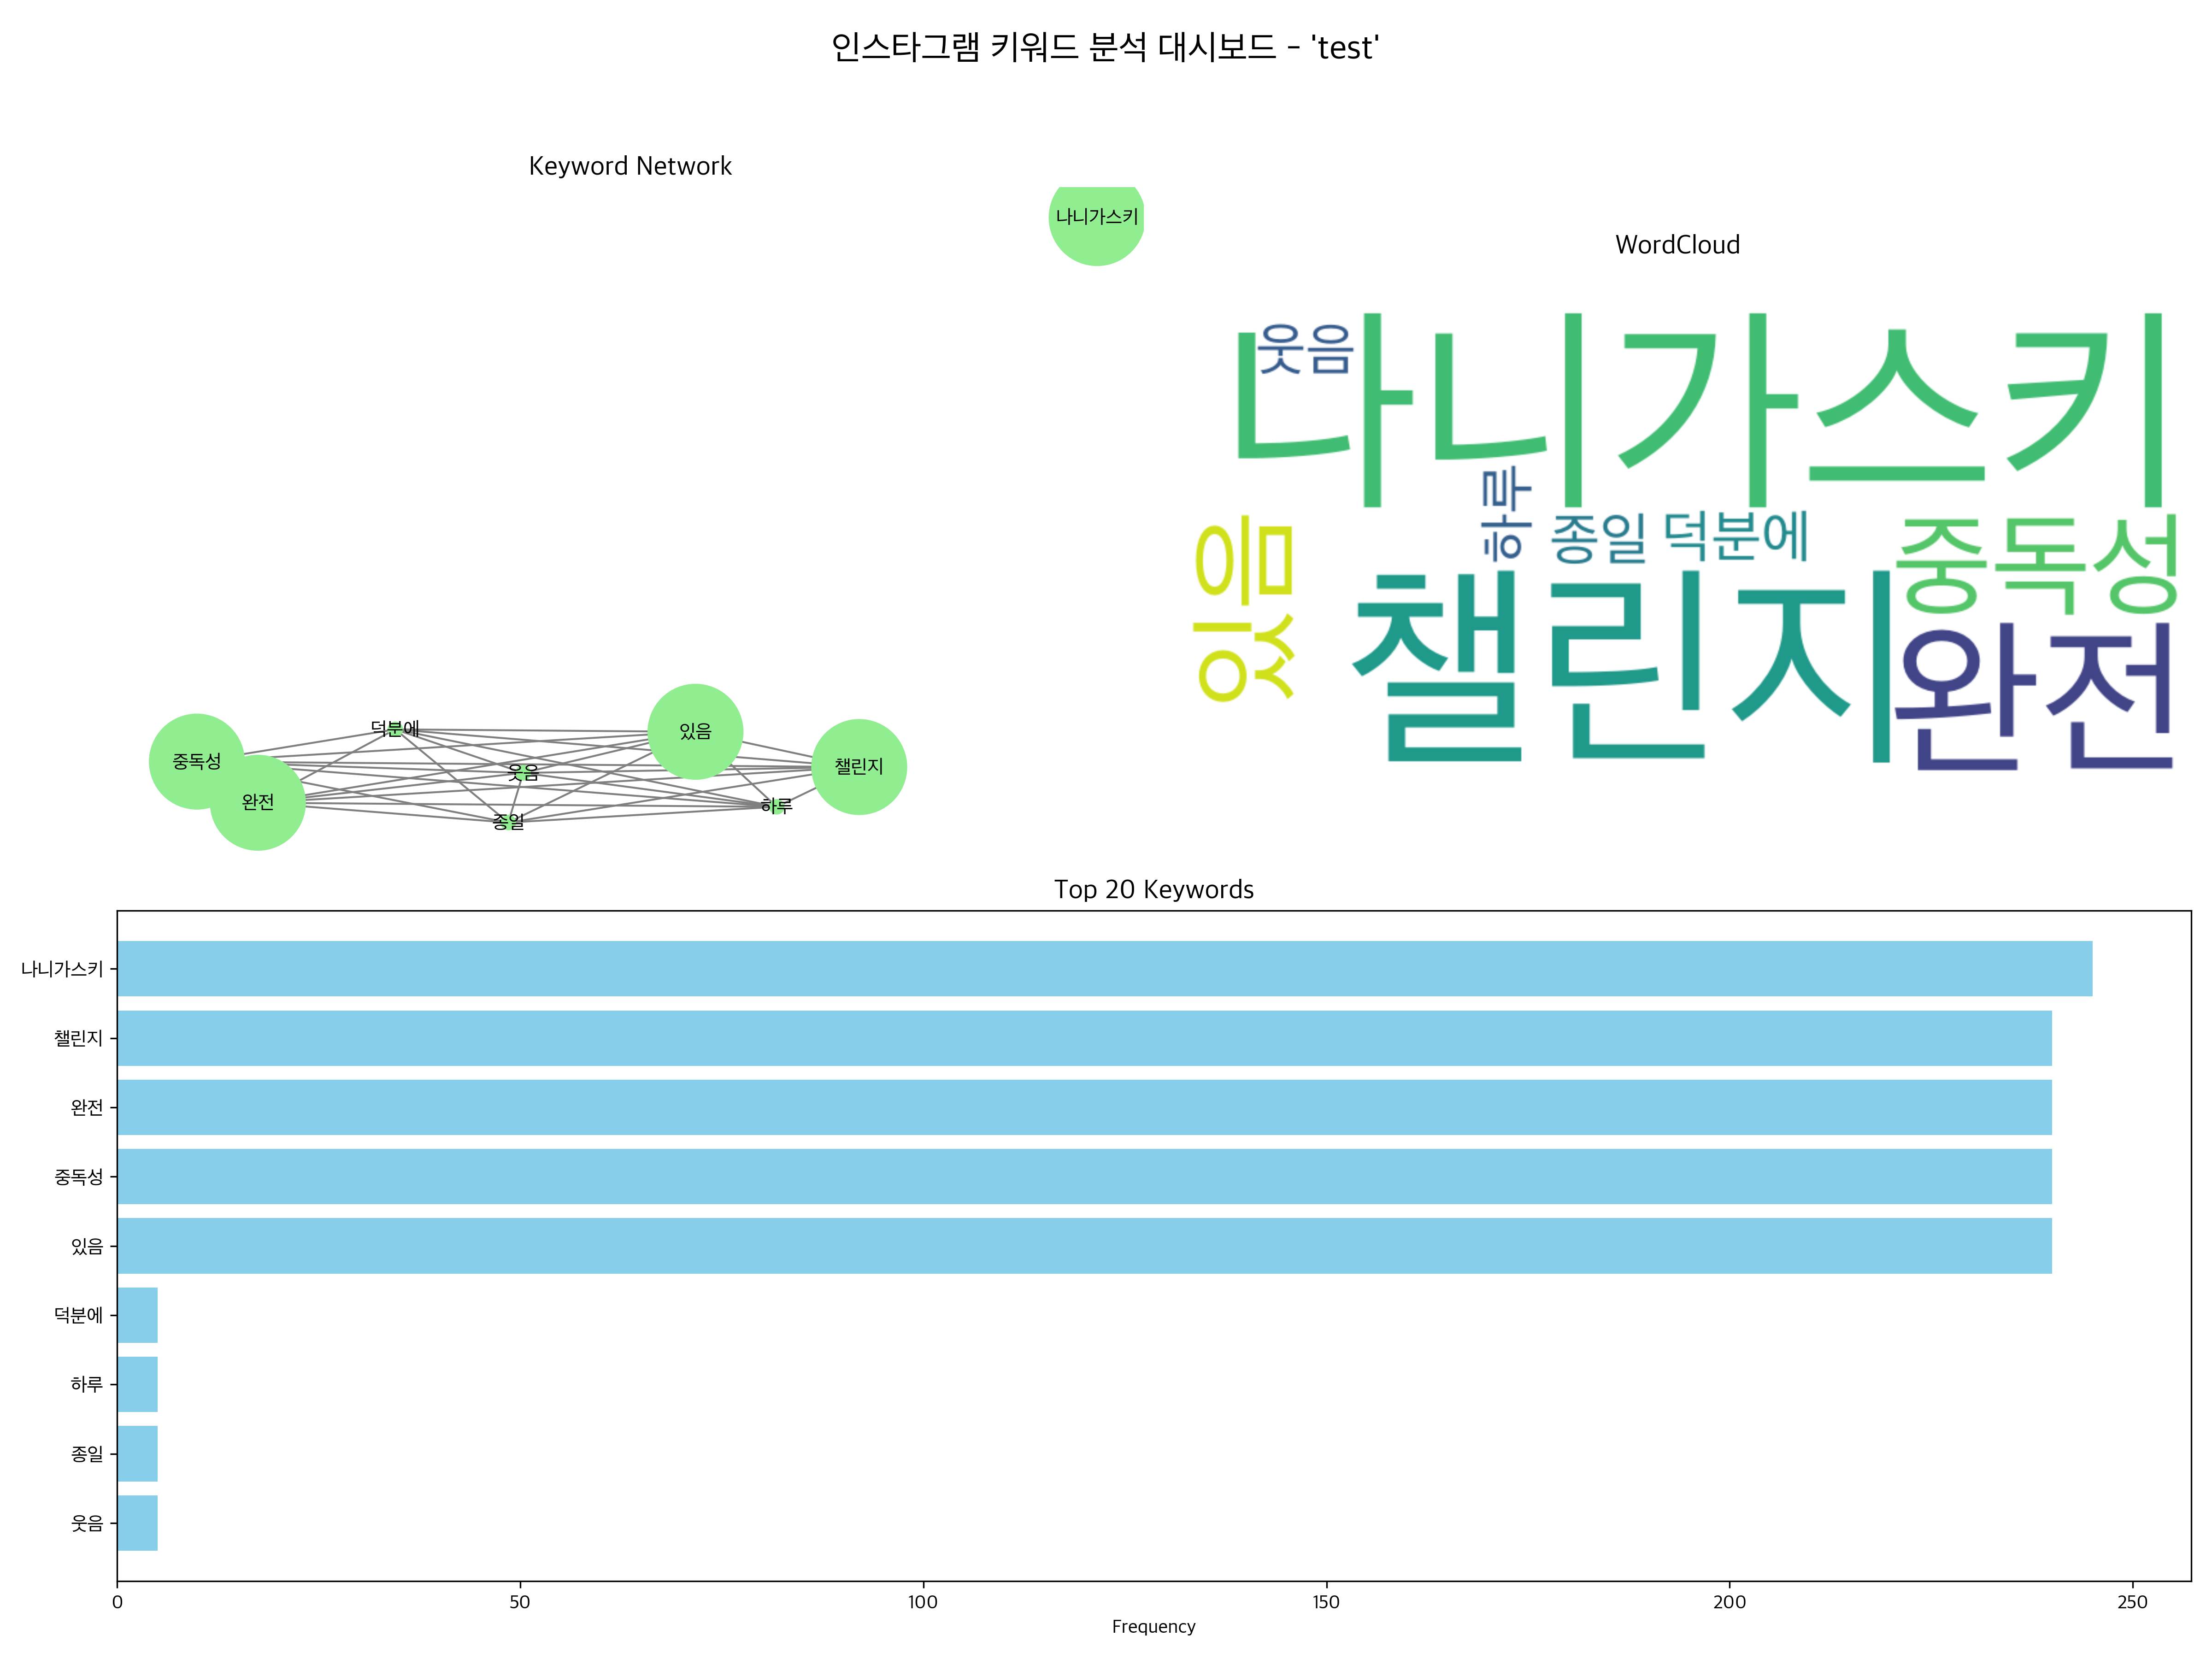 인스타그램 키워드 분석 대시보드 - 'test'
Keyword Network
나니가스키
중독성
완전
덕분에
웃음
종일
있음
하루
챌린지
WordCloud
나니가스키
웃음
하루
종일
덕분에
중독성
있음
챌린지
완전
Top 20 Keywords
나니가스키
챌린지
완전
중독성
있음
덕분에
하루
종일
웃음
0 50 100 150 200 250
Frequency